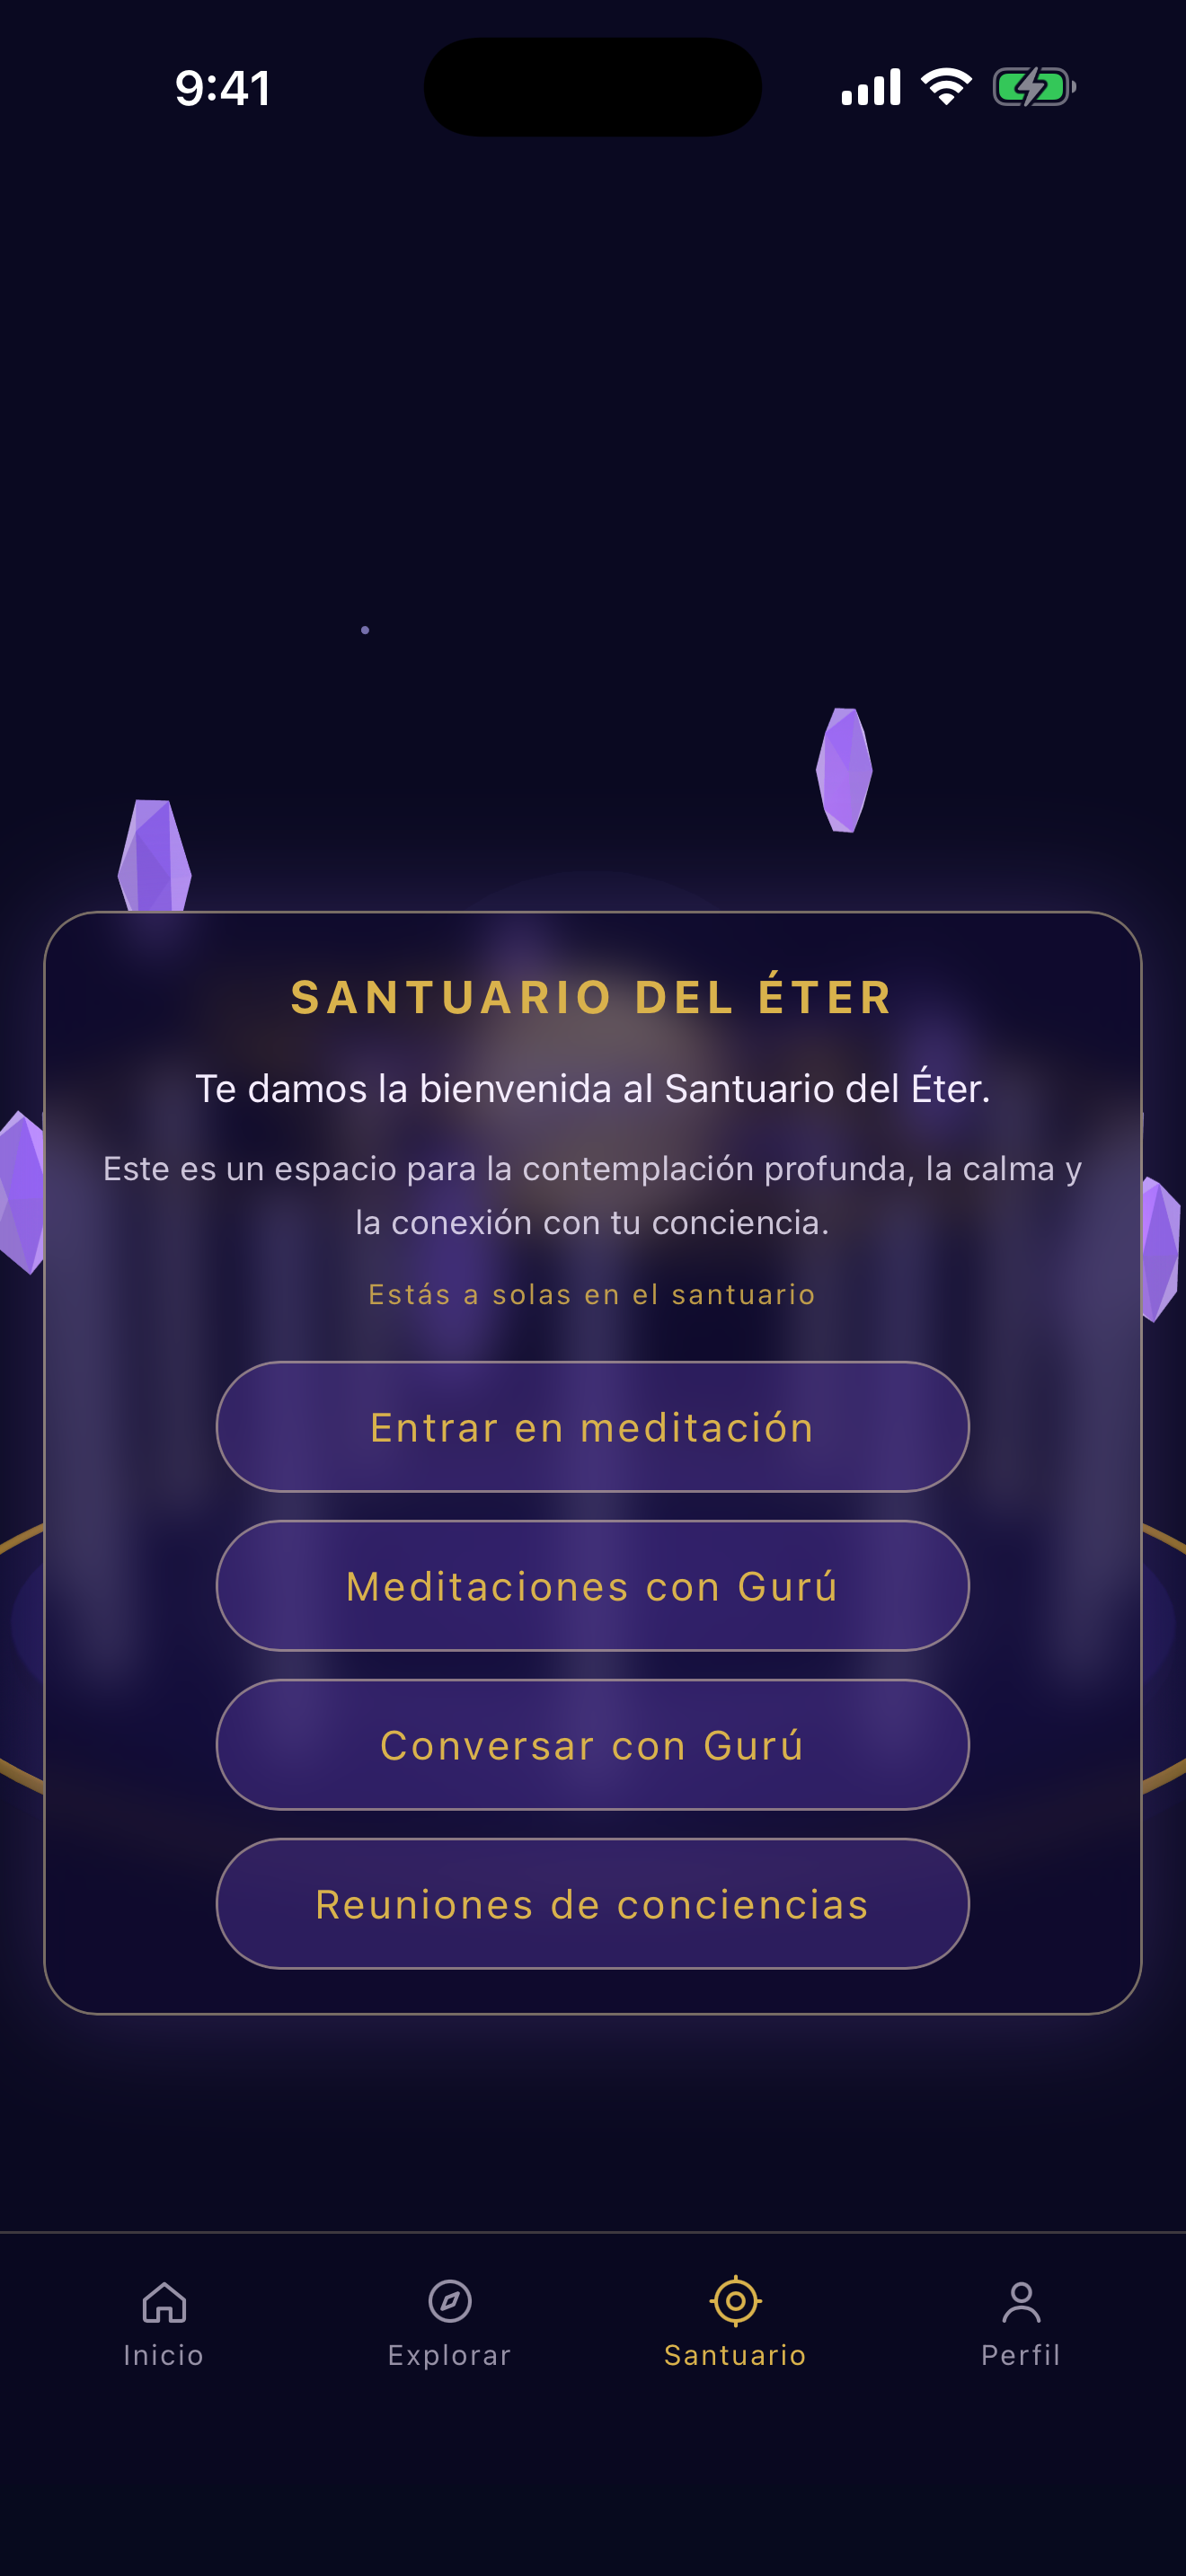 9:41
SANTUARIO DEL ÉTER
Te damos la bienvenida al Santuario del Éter.
Este es un espacio para la contemplación profunda, la calma y
la conexión con tu conciencia.
Estás a solas en el santuario
Entrar en meditación
Meditaciones con Gurú
Conversar con Gurú
Reuniones de conciencias
Inicio
Explorar
Santuario
Perfil